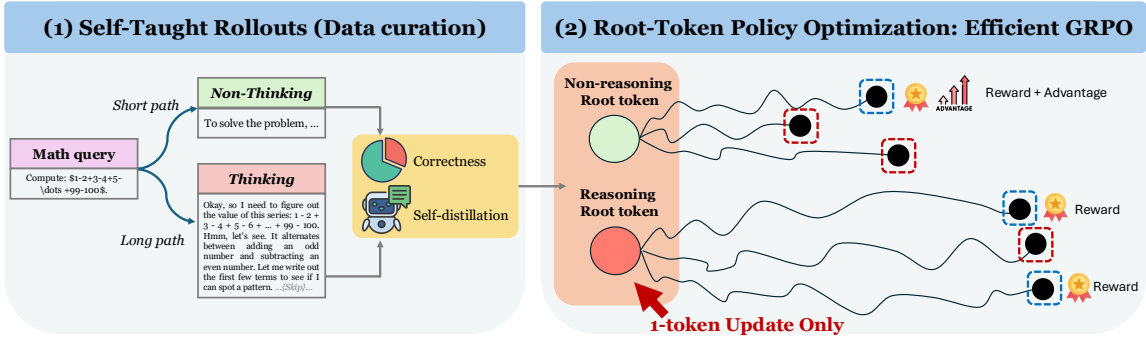 (1) Self-Taught Rollouts (Data curation)
Math query
Compute: $1-2+3-4+5-
\dots +99-100$.
Short path
Long path
Non-Thinking
To solve the problem, ...
Thinking
Okay, so I need to figure out
the value of this series: 1 - 2 +
3 - 4 + 5 - 6 + ... + 99 - 100.
Hmm, let's see. It alternates
between adding an odd
number and subtracting an
even number. Let me write out
the first few terms to see if I
can spot a pattern. ...(Skip)...
Correctness
Self-distillation
(2) Root-Token Policy Optimization: Efficient GRPO
Non-reasoning
Root token
ADVANTAGE
Reward + Advantage
Reasoning
Root token
Reward
Reward
1-token Update Only